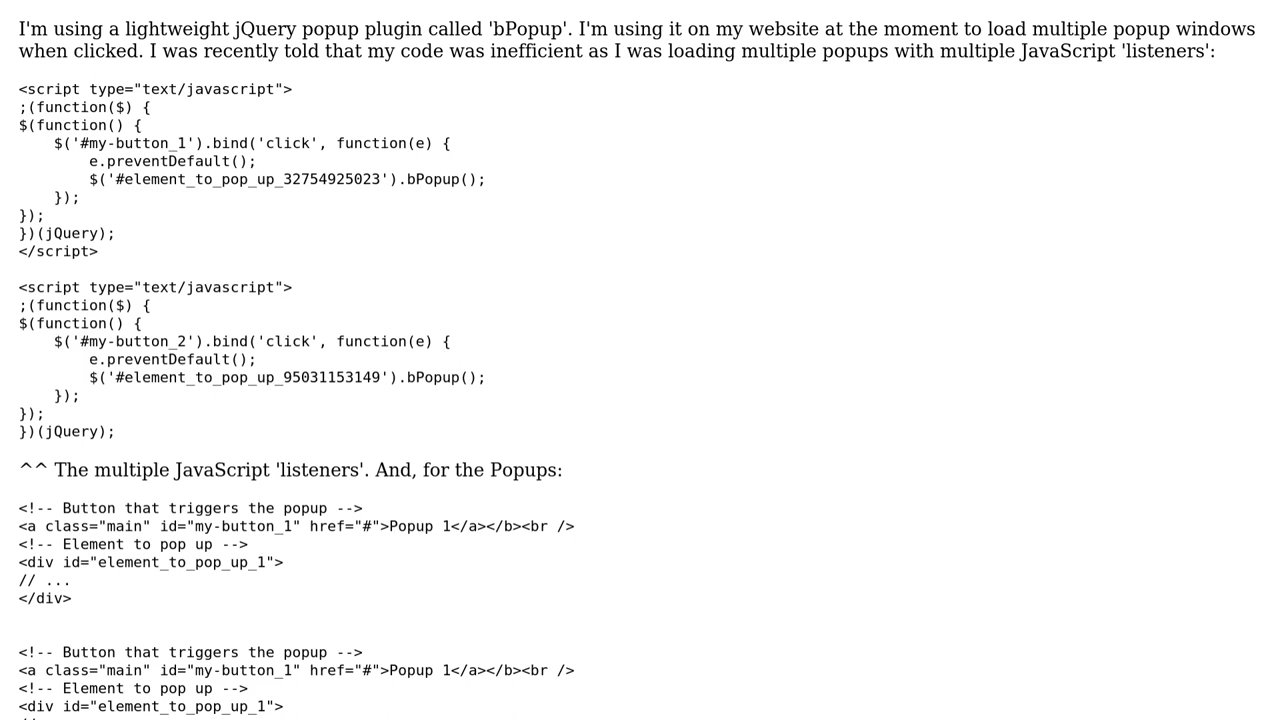 I'm using a lightweight jQuery popup plugin called 'bPopup'. I'm using it on my website at the moment to load multiple popup windows
when clicked. I was recently told that my code was inefficient as I was loading multiple popups with multiple JavaScript 'listeners':
<script type="text/javascript">
;(function($) {
$(function() {
    $('#my-button_1').bind('click', function(e) {
        e.preventDefault();
        $('#element_to_pop_up_32754925023').bPopup();
    });
});
})(jQuery);
</script>
<script type="text/javascript">
;(function($) {
$(function() {
    $('#my-button_2').bind('click', function(e) {
        e.preventDefault();
        $('#element_to_pop_up_95031153149').bPopup();
    });
});
})(jQuery);
^^ The multiple JavaScript 'listeners'. And, for the Popups:
<!-- Button that triggers the popup -->
<a class="main" id="my-button_1" href="#">Popup 1</a></b><br />
<!-- Element to pop up -->
<div id="element_to_pop_up_1">
// ...
</div>
<!-- Button that triggers the popup -->
<a class="main" id="my-button_1" href="#">Popup 1</a></b><br />
<!-- Element to pop up -->
<div id="element_to_pop_up_1">